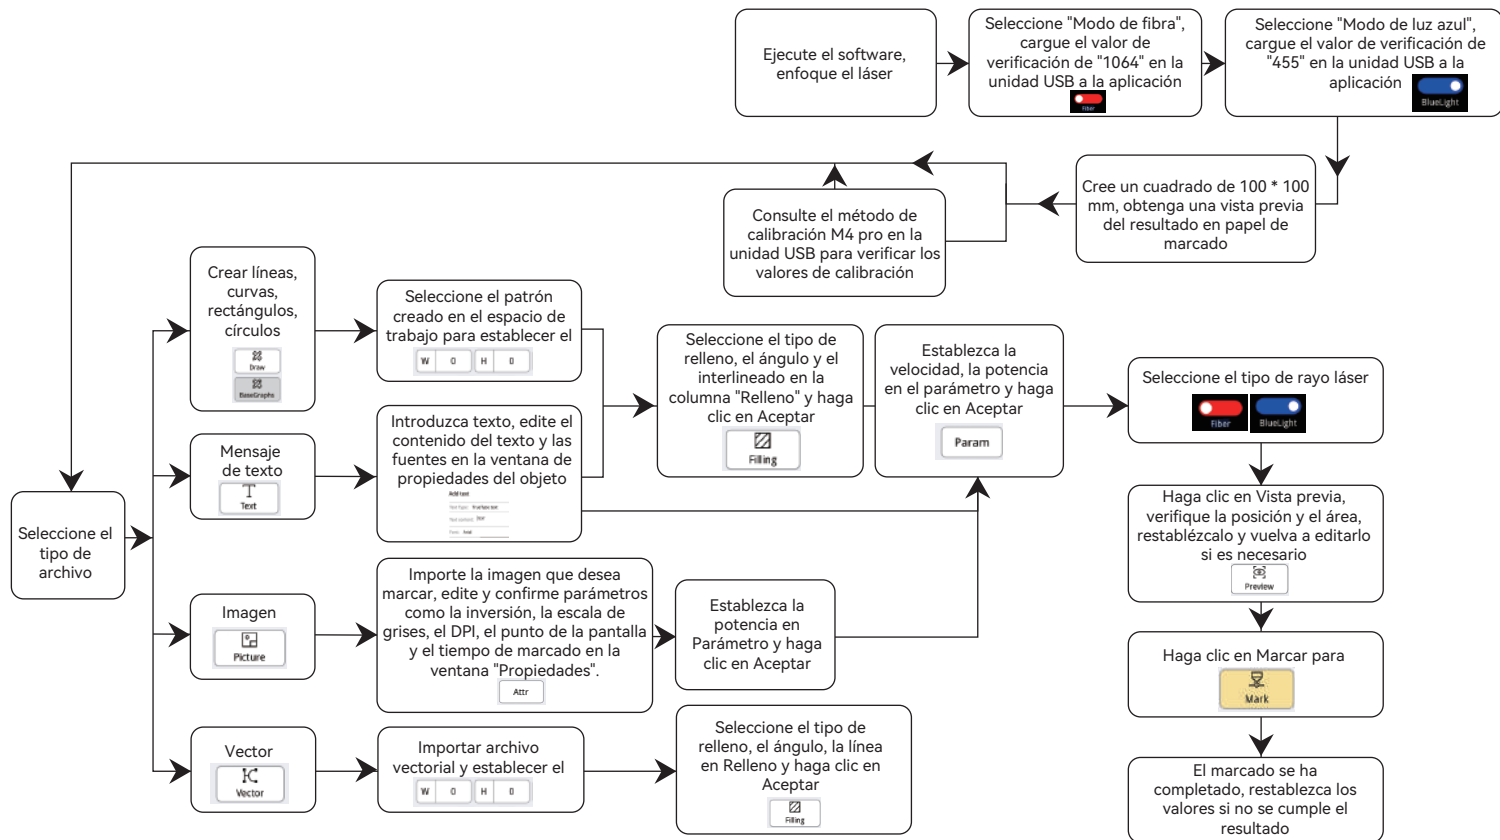 Ejecute el software,
enfoque el láser
Seleccione "Modo de fibra",
cargue el valor de
verificación de "1064" en la
unidad USB a la aplicación
Fiber
Seleccione "Modo de luz azul",
cargue el valor de verificación de
"455" en la unidad USB a la
aplicación
BlueLight
Cree un cuadrado de 100 * 100
mm, obtenga una vista previa
del resultado en papel de
marcado
Consulte el método de
calibración M4 pro en la
unidad USB para verificar los
valores de calibración
Seleccione el
tipo de
archivo
Crear líneas,
curvas,
rectángulos,
círculos
Draw
BaseGraphs
Seleccione el patrón
creado en el espacio de
trabajo para establecer el
W 0 H 0
Mensaje
de texto
Text
Introduzca texto, edite el
contenido del texto y las
fuentes en la ventana de
propiedades del objeto
Add text
Text type: Truetype text
Text content: TEXT
Font: Arial
Seleccione el tipo de
relleno, el ángulo y el
interlineado en la
columna "Relleno" y haga
clic en Aceptar
Filling
Establezca la
velocidad, la potencia
en el parámetro y haga
clic en Aceptar
Param
Imagen
Picture
Importe la imagen que desea
marcar, edite y confirme parámetros
como la inversión, la escala de
grises, el DPI, el punto de la pantalla
y el tiempo de marcado en la
ventana "Propiedades".
Attr
Establezca la
potencia en
Parámetro y haga
clic en Aceptar
Vector
Vector
Importar archivo
vectorial y establecer el
W 0 H 0
Seleccione el tipo de
relleno, el ángulo, la línea
en Relleno y haga clic en
Aceptar
Filling
Seleccione el tipo de rayo láser
Fiber BlueLight
Haga clic en Vista previa,
verifique la posición y el área,
restablézcalo y vuelva a editarlo
si es necesario
Preview
Haga clic en Marcar para
Mark
El marcado se ha
completado, restablezca los
valores si no se cumple el
resultado